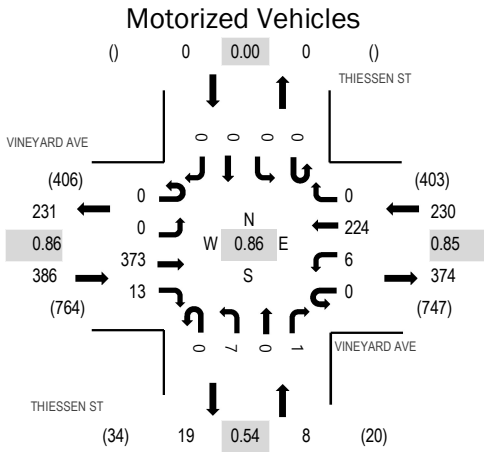 Motorized Vehicles
() 0 0.00 0 ()
THIESSEN ST
0 0 0 0
VINEYARD AVE
(406) (403)
0 0
231 230
0 224
N
0.86 W 0.86 E 0.85
373 6
S
386 374
13 0
(764) (747)
0 7 0 1
VINEYARD AVE
THIESSEN ST
(34) 19 0.54 8 (20)